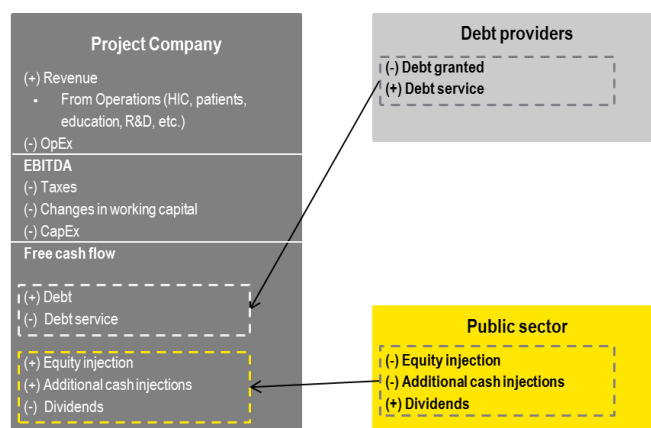 Project Company
(+) Revenue
▪ From Operations (HIC, patients,
education, R&D, etc.)
(-) OpEx
EBITDA
(-) Taxes
(-) Changes in working capital
(-) CapEx
Free cash flow
(+) Debt
(-) Debt service
(+) Equity injection
(+) Additional cash injections
(-) Dividends
Debt providers
(-) Debt granted
(+) Debt service
Public sector
(-) Equity injection
(-) Additional cash injections
(+) Dividends